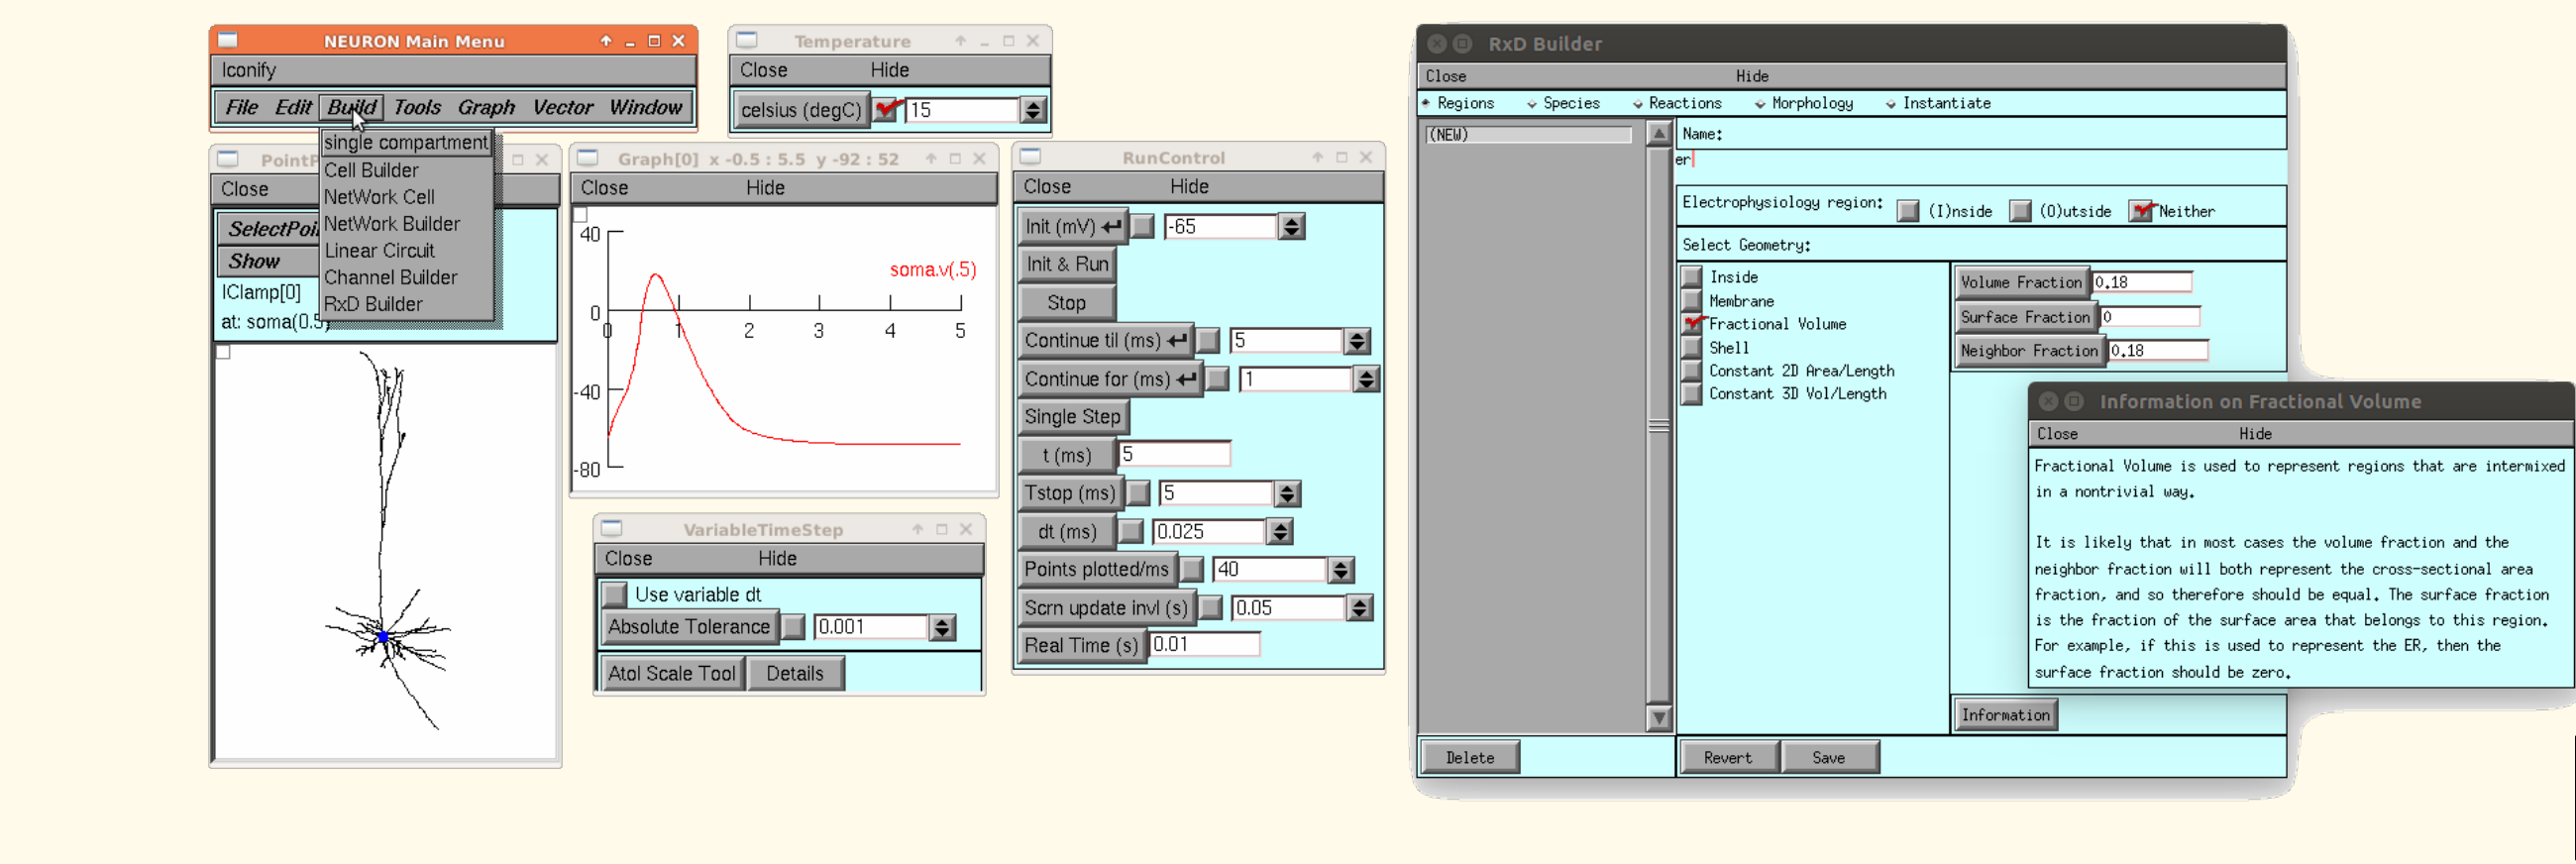 NEURON Main Menu
Iconify
File Edit Build Tools Graph Vector Window
single compartment
Cell Builder
NetWork Cell
NetWork Builder
Linear Circuit
Channel Builder
RxD Builder
Close
SelectPoi
Show
IClamp[0]
at: soma(0.5)
Temperature
Close Hide
celsius (degC) 15
Graph[0] x -0.5 : 5.5 y -92 : 52
Close Hide
40
soma.v(.5)
0
0 1 2 3 4 5
-40
-80
VariableTimeStep
Close Hide
Use variable dt
Absolute Tolerance 0.001
Atol Scale Tool Details
RunControl
Close Hide
Init (mV) -65
Init & Run
Stop
Continue til (ms) 5
Continue for (ms) 1
Single Step
t (ms) 5
Tstop (ms) 5
dt (ms) 0.025
Points plotted/ms 40
Scrn update invl (s) 0.05
Real Time (s) 0.01
RxD Builder
Close Hide
Regions Species Reactions Morphology Instantiate
(NEW)
Name:
er
Electrophysiology region: (I)nside (O)utside Neither
Select Geometry:
Inside
Membrane
Fractional Volume
Shell
Constant 2D Area/Length
Constant 3D Vol/Length
Volume Fraction 0.18
Surface Fraction 0
Neighbor Fraction 0.18
Information
Delete Revert Save
Information on Fractional Volume
Close Hide
Fractional Volume is used to represent regions that are intermixed
in a nontrivial way.
It is likely that in most cases the volume fraction and the
neighbor fraction will both represent the cross-sectional area
fraction, and so therefore should be equal. The surface fraction
is the fraction of the surface area that belongs to this region.
For example, if this is used to represent the ER, then the
surface fraction should be zero.